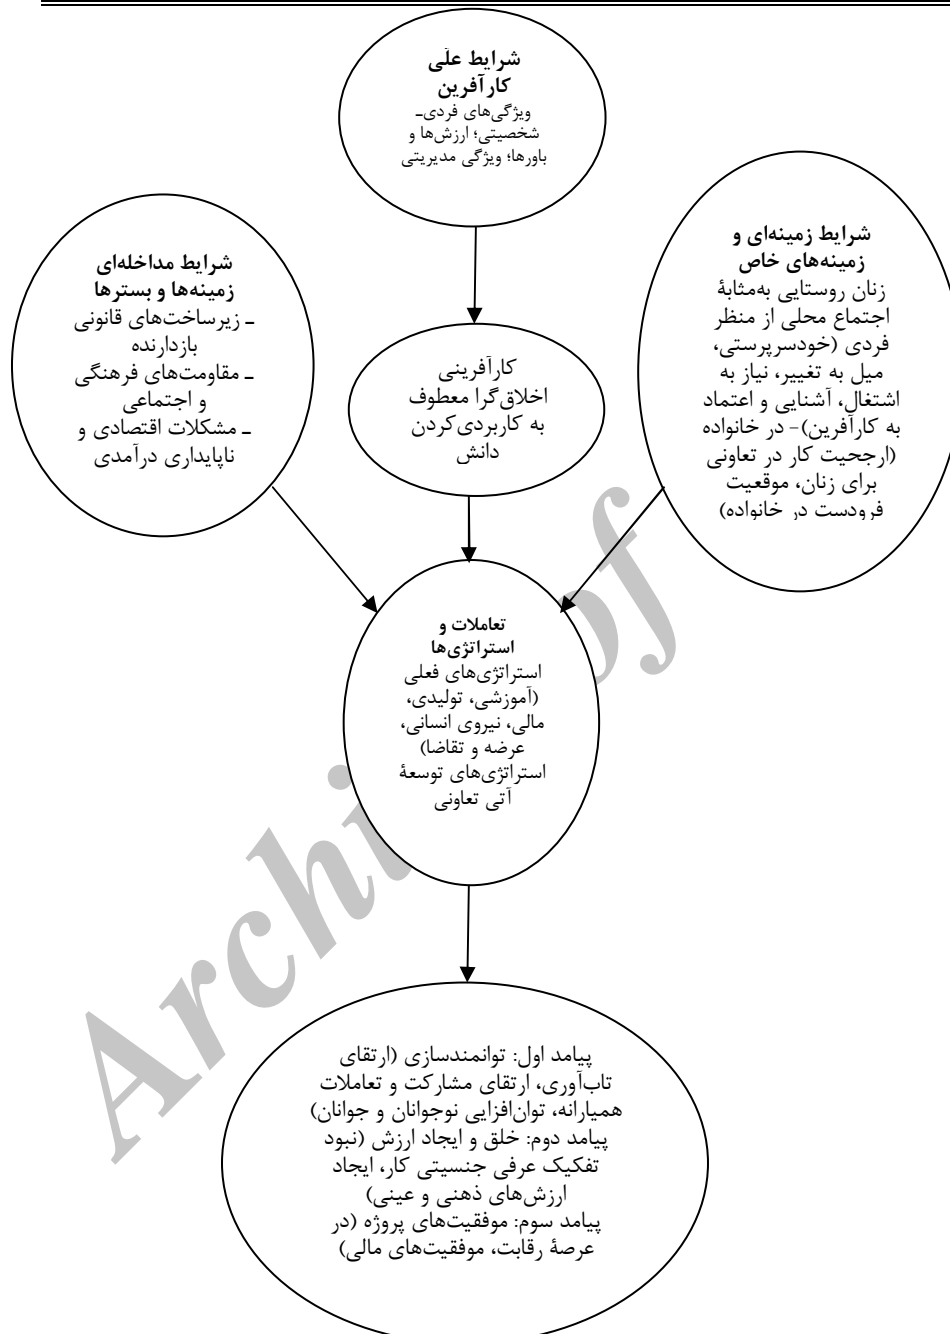 شرایط علّی
کارآفرین
ویژگی‌های فردی‌ـ
شخصیتی؛ ارزش‌ها و
باورها؛ ویژگی مدیریتی
شرایط زمینه‌ای و
زمینه‌های خاص
زنان روستایی به‌مثابۀ
اجتماع محلی از منظر
فردی (خودسرپرستی،
میل به تغییر، نیاز به
اشتغال، آشنایی و اعتماد
به کارآفرین)- در خانواده
(ارجحیت کار در تعاونی
برای زنان، موقعیت
فرودست در خانواده)
شرایط مداخله‌ای
زمینه‌ها و بسترها
ـ زیرساخت‌های قانونی
بازدارنده
ـ مقاومت‌های فرهنگی
و اجتماعی
ـ مشکلات اقتصادی و
ناپایداری درآمدی
کارآفرینی
اخلاق‌گرا معطوف
به کاربردی‌کردن
دانش
تعاملات و
استراتژی‌ها
استراتژی‌های فعلی
(آموزشی، تولیدی،
مالی، نیروی انسانی،
عرضه و تقاضا)
استراتژی‌های توسعۀ
آتی تعاونی
پیامد اول: توانمندسازی (ارتقای
تاب‌آوری، ارتقای مشارکت و تعاملات
همیارانه، توان‌افزایی نوجوانان و جوانان)
پیامد دوم: خلق و ایجاد ارزش (نبود
تفکیک عرفی جنسیتی کار، ایجاد
ارزش‌های ذهنی و عینی)
پیامد سوم: موفقیت‌های پروژه (در
عرصۀ رقابت، موفقیت‌های مالی)
of